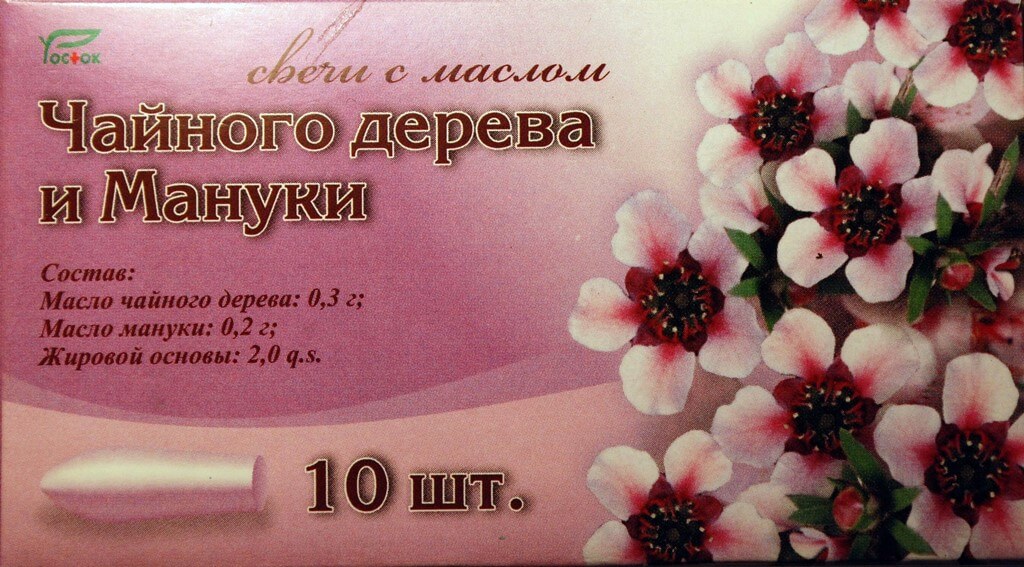 Росток
свечи с маслом
Чайного дерева
и Мануки
Состав:
Масло чайного дерева: 0,3 г;
Масло мануки: 0,2 г;
Жировой основы: 2,0 q.s.
10 шт.